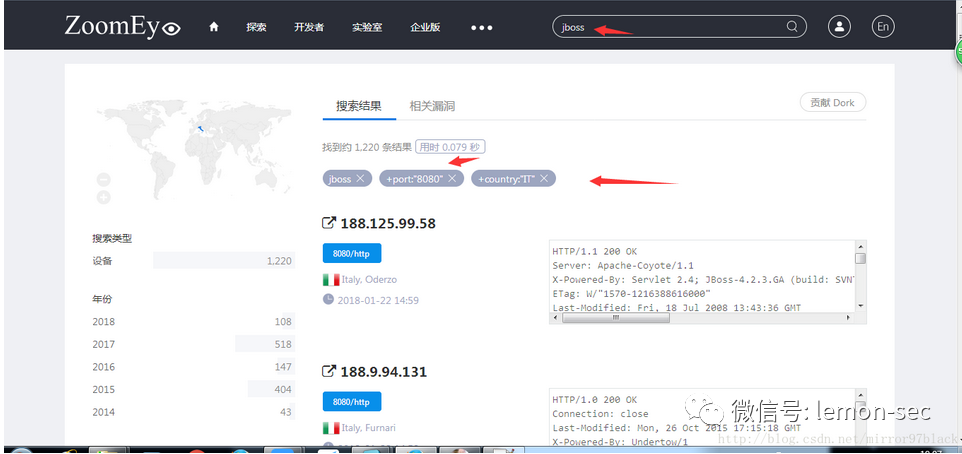 ZoomEye 探索 开发者 实验室 企业版 ••• jboss En
搜索结果 相关漏洞 贡献 Dork
找到约 1,220 条结果 用时 0.079 秒
jboss +port:"8080" +country:"IT"
188.125.99.58
8080/http
Italy, Oderzo
2018-01-22 14:59
HTTP/1.1 200 OK
Server: Apache-Coyote/1.1
X-Powered-By: Servlet 2.4; JBoss-4.2.3.GA (build: SVN
ETag: W/"1570-1216388616000"
Last-Modified: Fri, 18 Jul 2008 13:43:36 GMT
搜索类型
设备 1,220
年份
2018 108
2017 518
2016 147
2015 404
2014 43
188.9.94.131
8080/http
Italy, Furnari
HTTP/1.0 200 OK
Connection: close
Last-Modified: Mon, 26 Oct 2015 17:15:18 GMT
X-Powered-By: Undertow/1
微信号: lemon-sec
http://blog.csdn.net/mirror97black